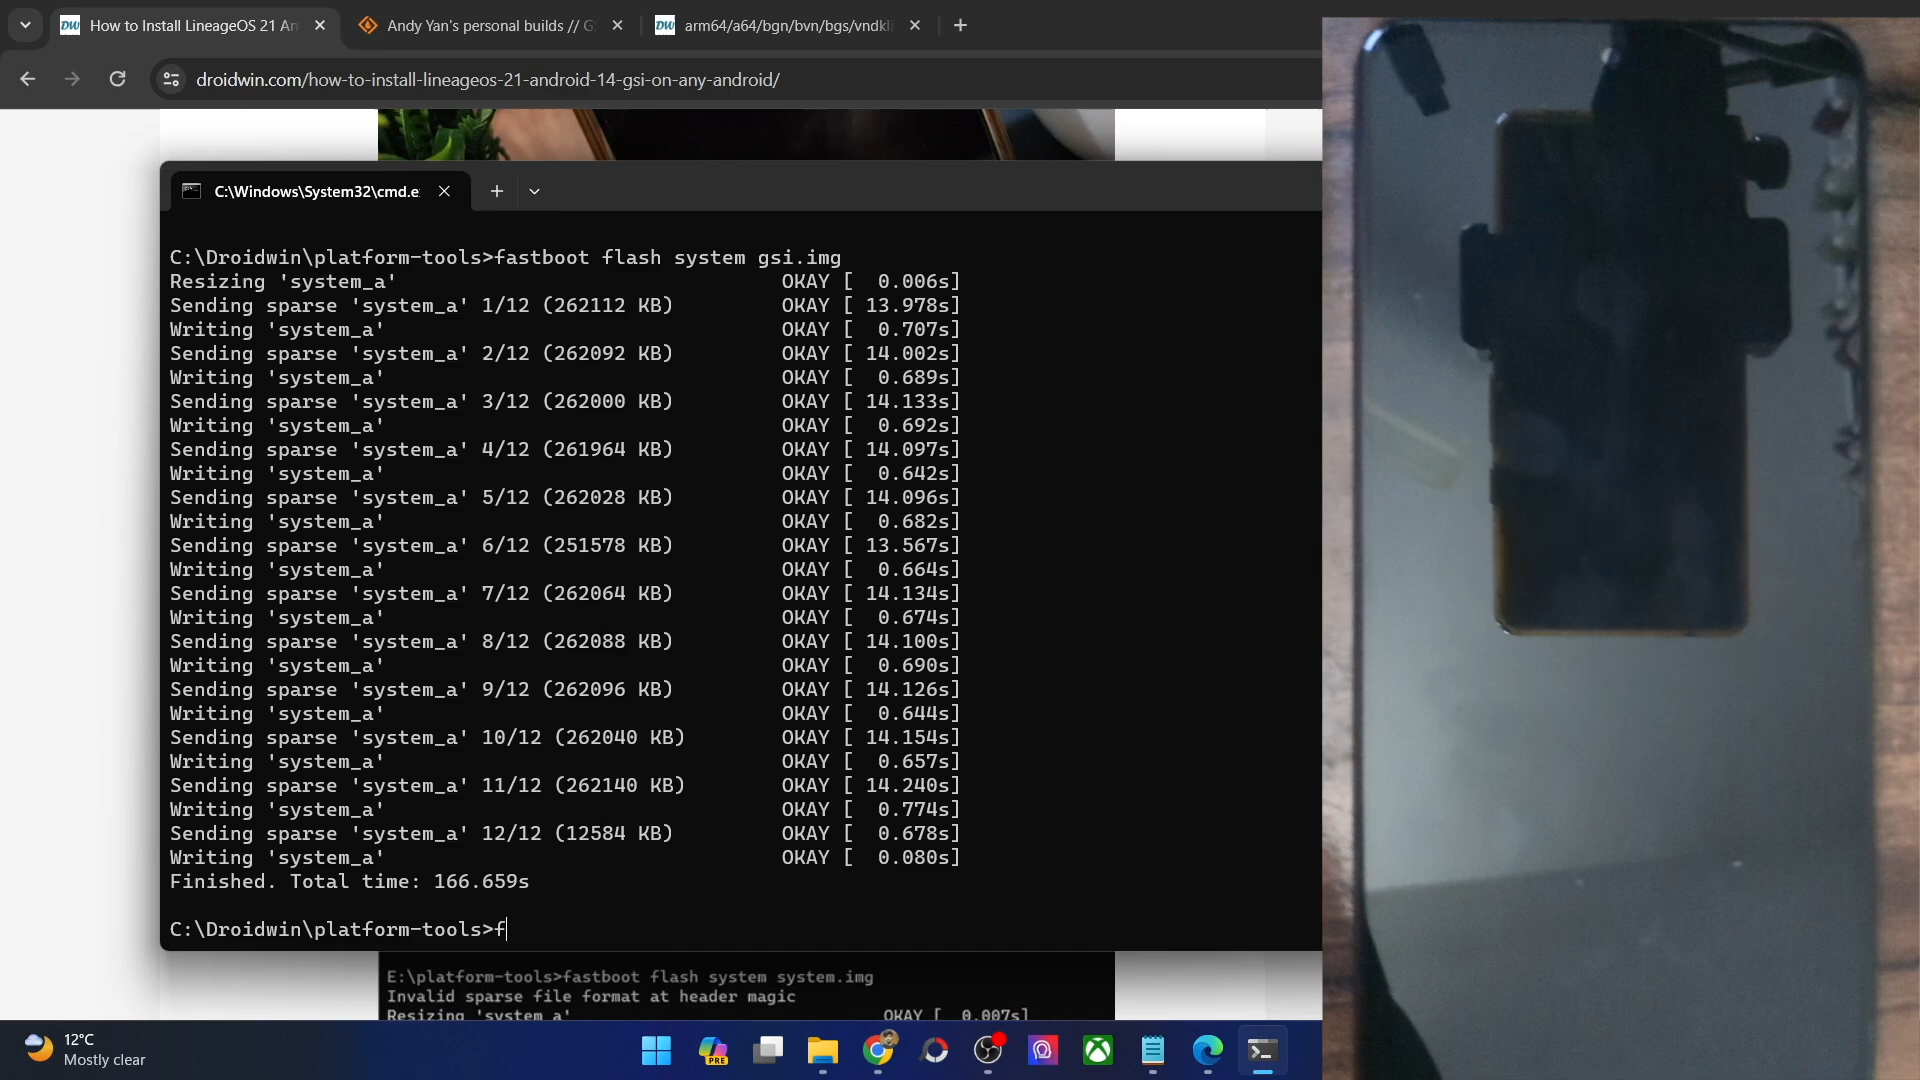 How to Install LineageOS 21 An
Andy Yan's personal builds // G
arm64/a64/bgn/bvn/bgs/vndkli
droidwin.com/how-to-install-lineageos-21-android-14-gsi-on-any-android/
C:\Windows\System32\cmd.e
C:\Droidwin\platform-tools>fastboot flash system gsi.img
Resizing 'system_a' OKAY [ 0.006s]
Sending sparse 'system_a' 1/12 (262112 KB) OKAY [ 13.978s]
Writing 'system_a' OKAY [ 0.707s]
Sending sparse 'system_a' 2/12 (262092 KB) OKAY [ 14.002s]
Writing 'system_a' OKAY [ 0.689s]
Sending sparse 'system_a' 3/12 (262000 KB) OKAY [ 14.133s]
Writing 'system_a' OKAY [ 0.692s]
Sending sparse 'system_a' 4/12 (261964 KB) OKAY [ 14.097s]
Writing 'system_a' OKAY [ 0.642s]
Sending sparse 'system_a' 5/12 (262028 KB) OKAY [ 14.096s]
Writing 'system_a' OKAY [ 0.682s]
Sending sparse 'system_a' 6/12 (251578 KB) OKAY [ 13.567s]
Writing 'system_a' OKAY [ 0.664s]
Sending sparse 'system_a' 7/12 (262064 KB) OKAY [ 14.134s]
Writing 'system_a' OKAY [ 0.674s]
Sending sparse 'system_a' 8/12 (262088 KB) OKAY [ 14.100s]
Writing 'system_a' OKAY [ 0.690s]
Sending sparse 'system_a' 9/12 (262096 KB) OKAY [ 14.126s]
Writing 'system_a' OKAY [ 0.644s]
Sending sparse 'system_a' 10/12 (262040 KB) OKAY [ 14.154s]
Writing 'system_a' OKAY [ 0.657s]
Sending sparse 'system_a' 11/12 (262140 KB) OKAY [ 14.240s]
Writing 'system_a' OKAY [ 0.774s]
Sending sparse 'system_a' 12/12 (12584 KB) OKAY [ 0.678s]
Writing 'system_a' OKAY [ 0.080s]
Finished. Total time: 166.659s
C:\Droidwin\platform-tools>f
E:\platform-tools>fastboot flash system system.img
Invalid sparse file format at header magic
Resizing 'system_a' OKAY [ 0.007s]
12°C
Mostly clear
PRE